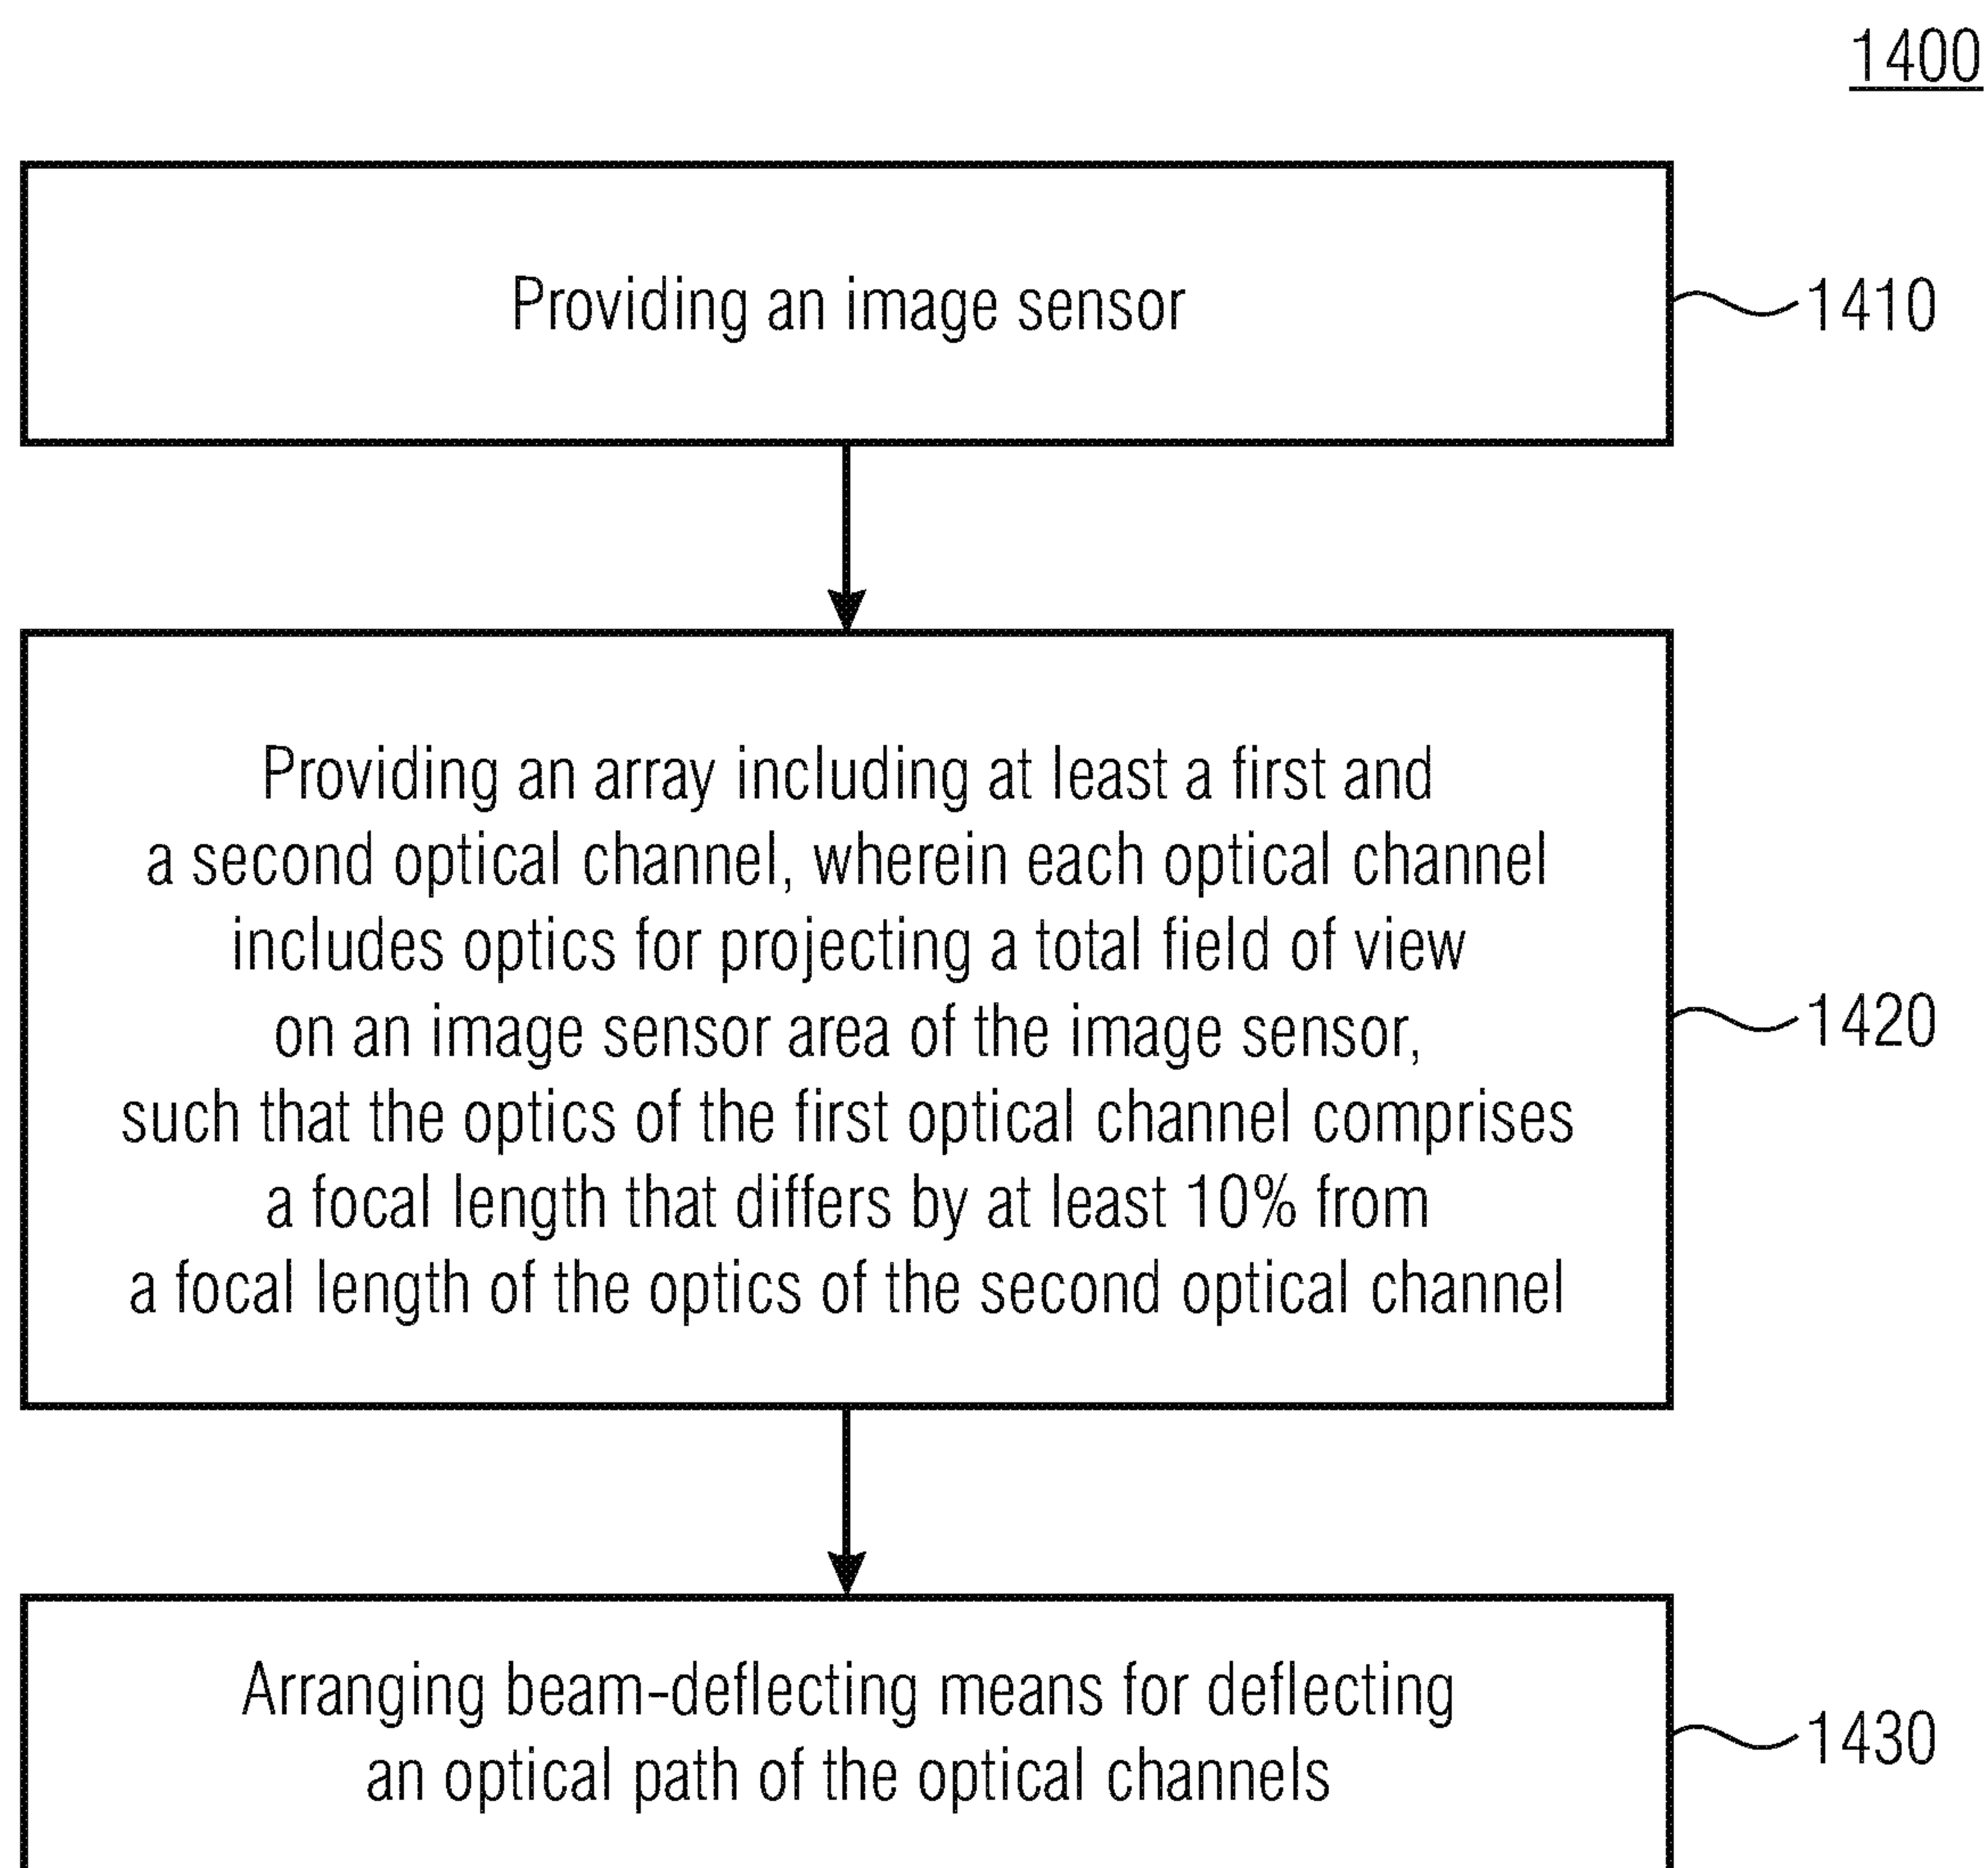 1400
Providing an image sensor
1410
Providing an array including at least a first and
a second optical channel, wherein each optical channel
includes optics for projecting a total field of view
on an image sensor area of the image sensor,
such that the optics of the first optical channel comprises
a focal length that differs by at least 10% from
a focal length of the optics of the second optical channel
1420
Arranging beam-deflecting means for deflecting
an optical path of the optical channels
1430